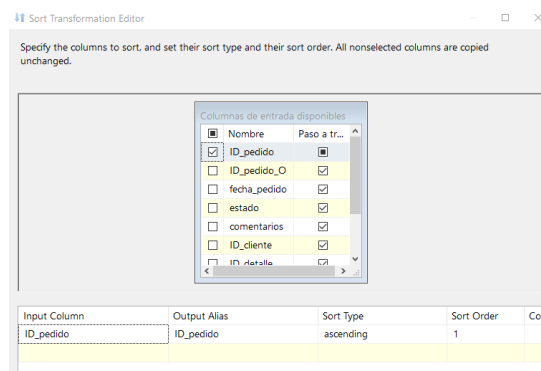 Sort Transformation Editor
Specify the columns to sort, and set their sort type and their sort order. All nonselected columns are copied
unchanged.
Columnas de entrada disponibles
Nombre Paso a tr...
ID_pedido
ID_pedido_O
fecha_pedido
estado
comentarios
ID_cliente
ID_detalle
Input Column Output Alias Sort Type Sort Order Co
ID_pedido ID_pedido ascending 1